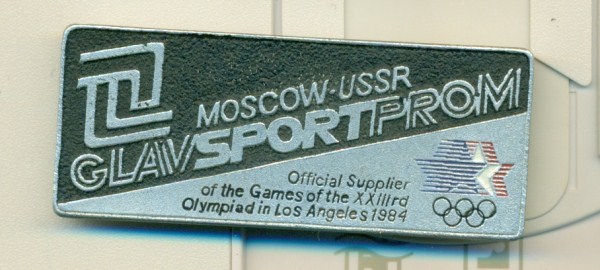 MOSCOW·USSR
GLAVSPORTPROM
Official Supplier
of the Games of the XXIIIrd
Olympiad in Los Angeles 1984